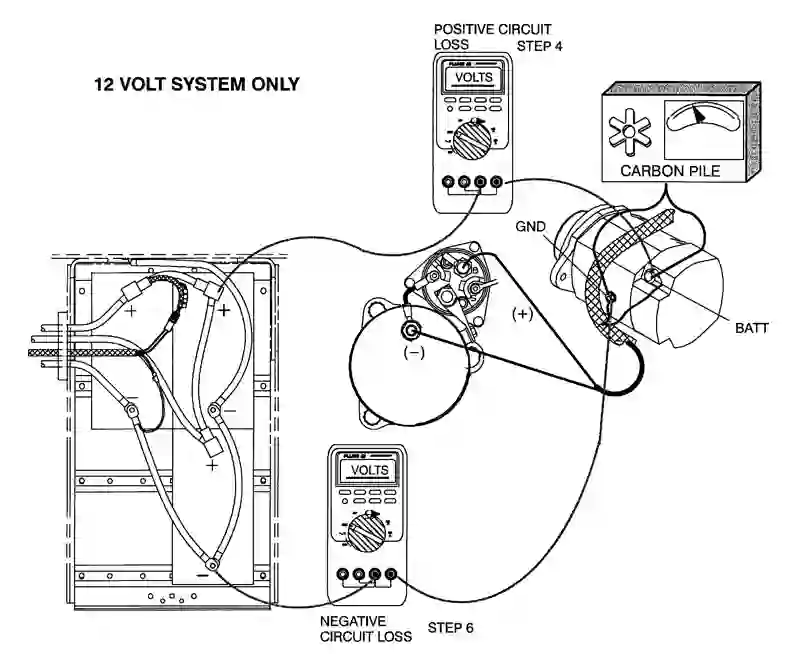 POSITIVE CIRCUIT
LOSS STEP 4
12 VOLT SYSTEM ONLY
VOLTS
CARBON PILE
GND
B
S
(+)
(−)
BATT
+
+
−
−
+
−
VOLTS
NEGATIVE
CIRCUIT LOSS STEP 6